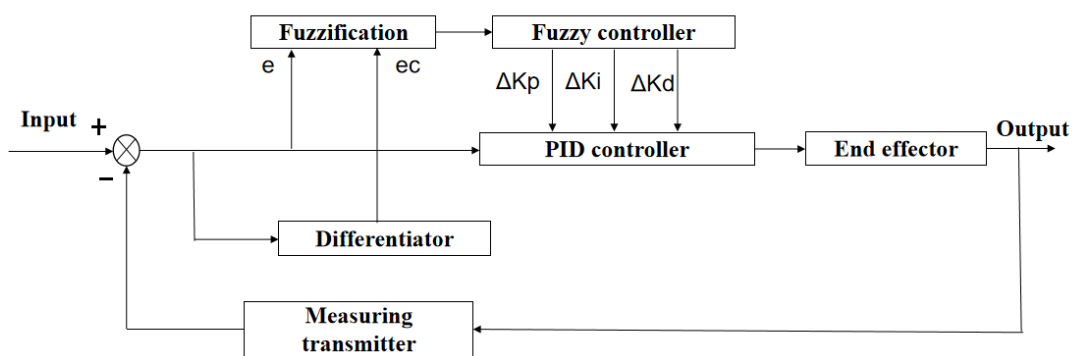 Fuzzification
Fuzzy controller
e
ec
ΔKp
ΔKi
ΔKd
Input
+
−
PID controller
End effector
Output
Differentiator
Measuring
transmitter